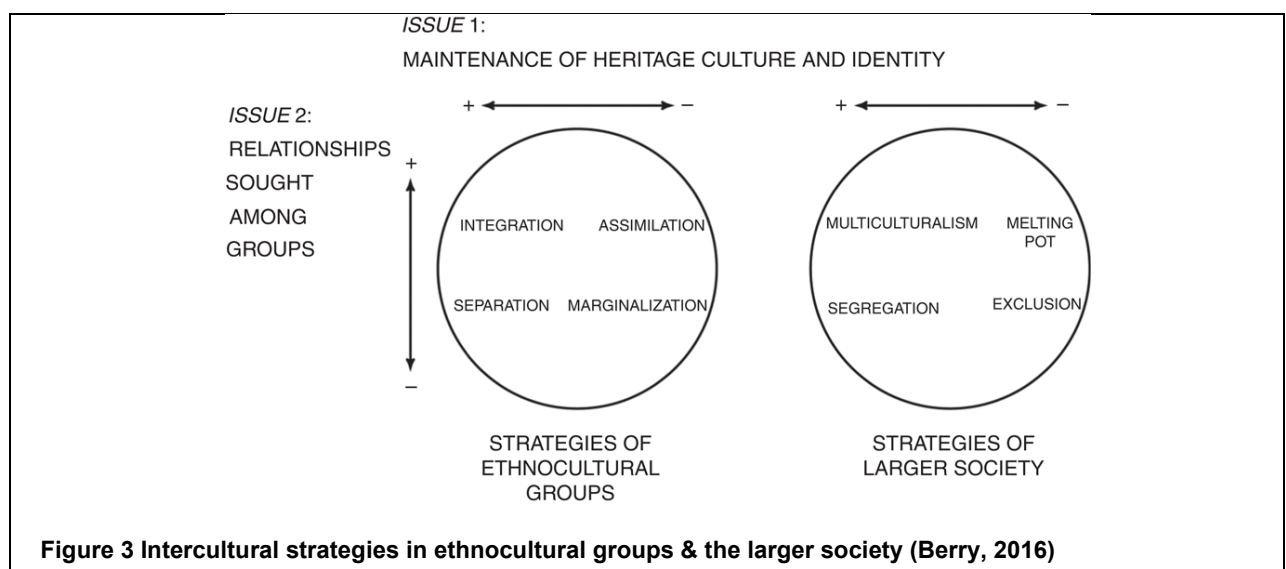 ISSUE 1:
MAINTENANCE OF HERITAGE CULTURE AND IDENTITY
ISSUE 2:
RELATIONSHIPS
SOUGHT
AMONG
GROUPS
+ −
+ −
+
−
INTEGRATION ASSIMILATION
SEPARATION MARGINALIZATION
MULTICULTURALISM MELTING
POT
SEGREGATION EXCLUSION
STRATEGIES OF
ETHNOCULTURAL
GROUPS
STRATEGIES OF
LARGER SOCIETY
Figure 3 Intercultural strategies in ethnocultural groups & the larger society (Berry, 2016)